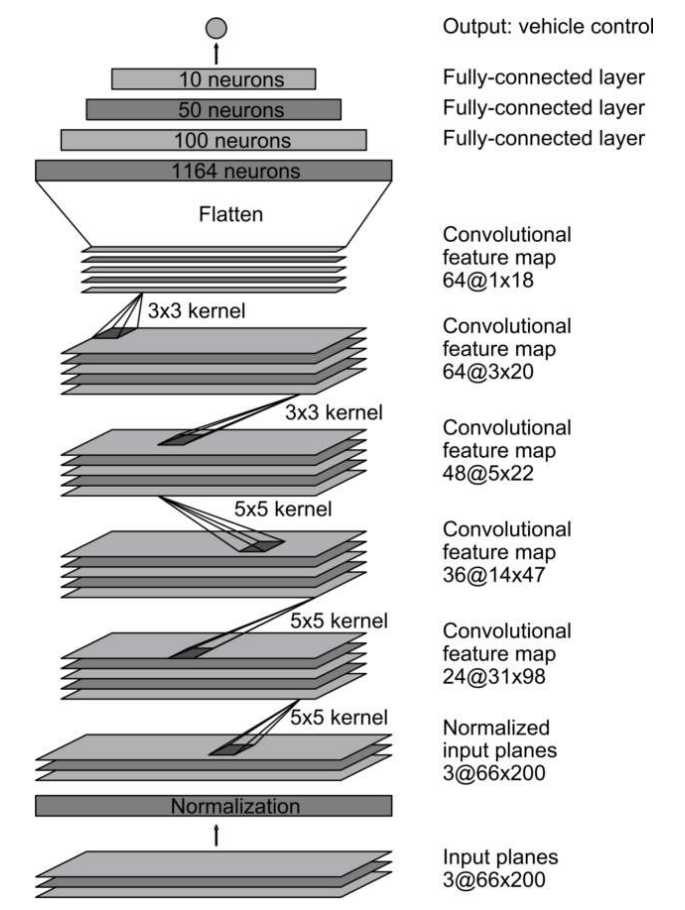 Output: vehicle control
10 neurons
Fully-connected layer
50 neurons
Fully-connected layer
100 neurons
Fully-connected layer
1164 neurons
Flatten
Convolutional
feature map
64@1x18
3x3 kernel
Convolutional
feature map
64@3x20
3x3 kernel
Convolutional
feature map
48@5x22
5x5 kernel
Convolutional
feature map
36@14x47
5x5 kernel
Convolutional
feature map
24@31x98
5x5 kernel
Normalized
input planes
3@66x200
Normalization
Input planes
3@66x200